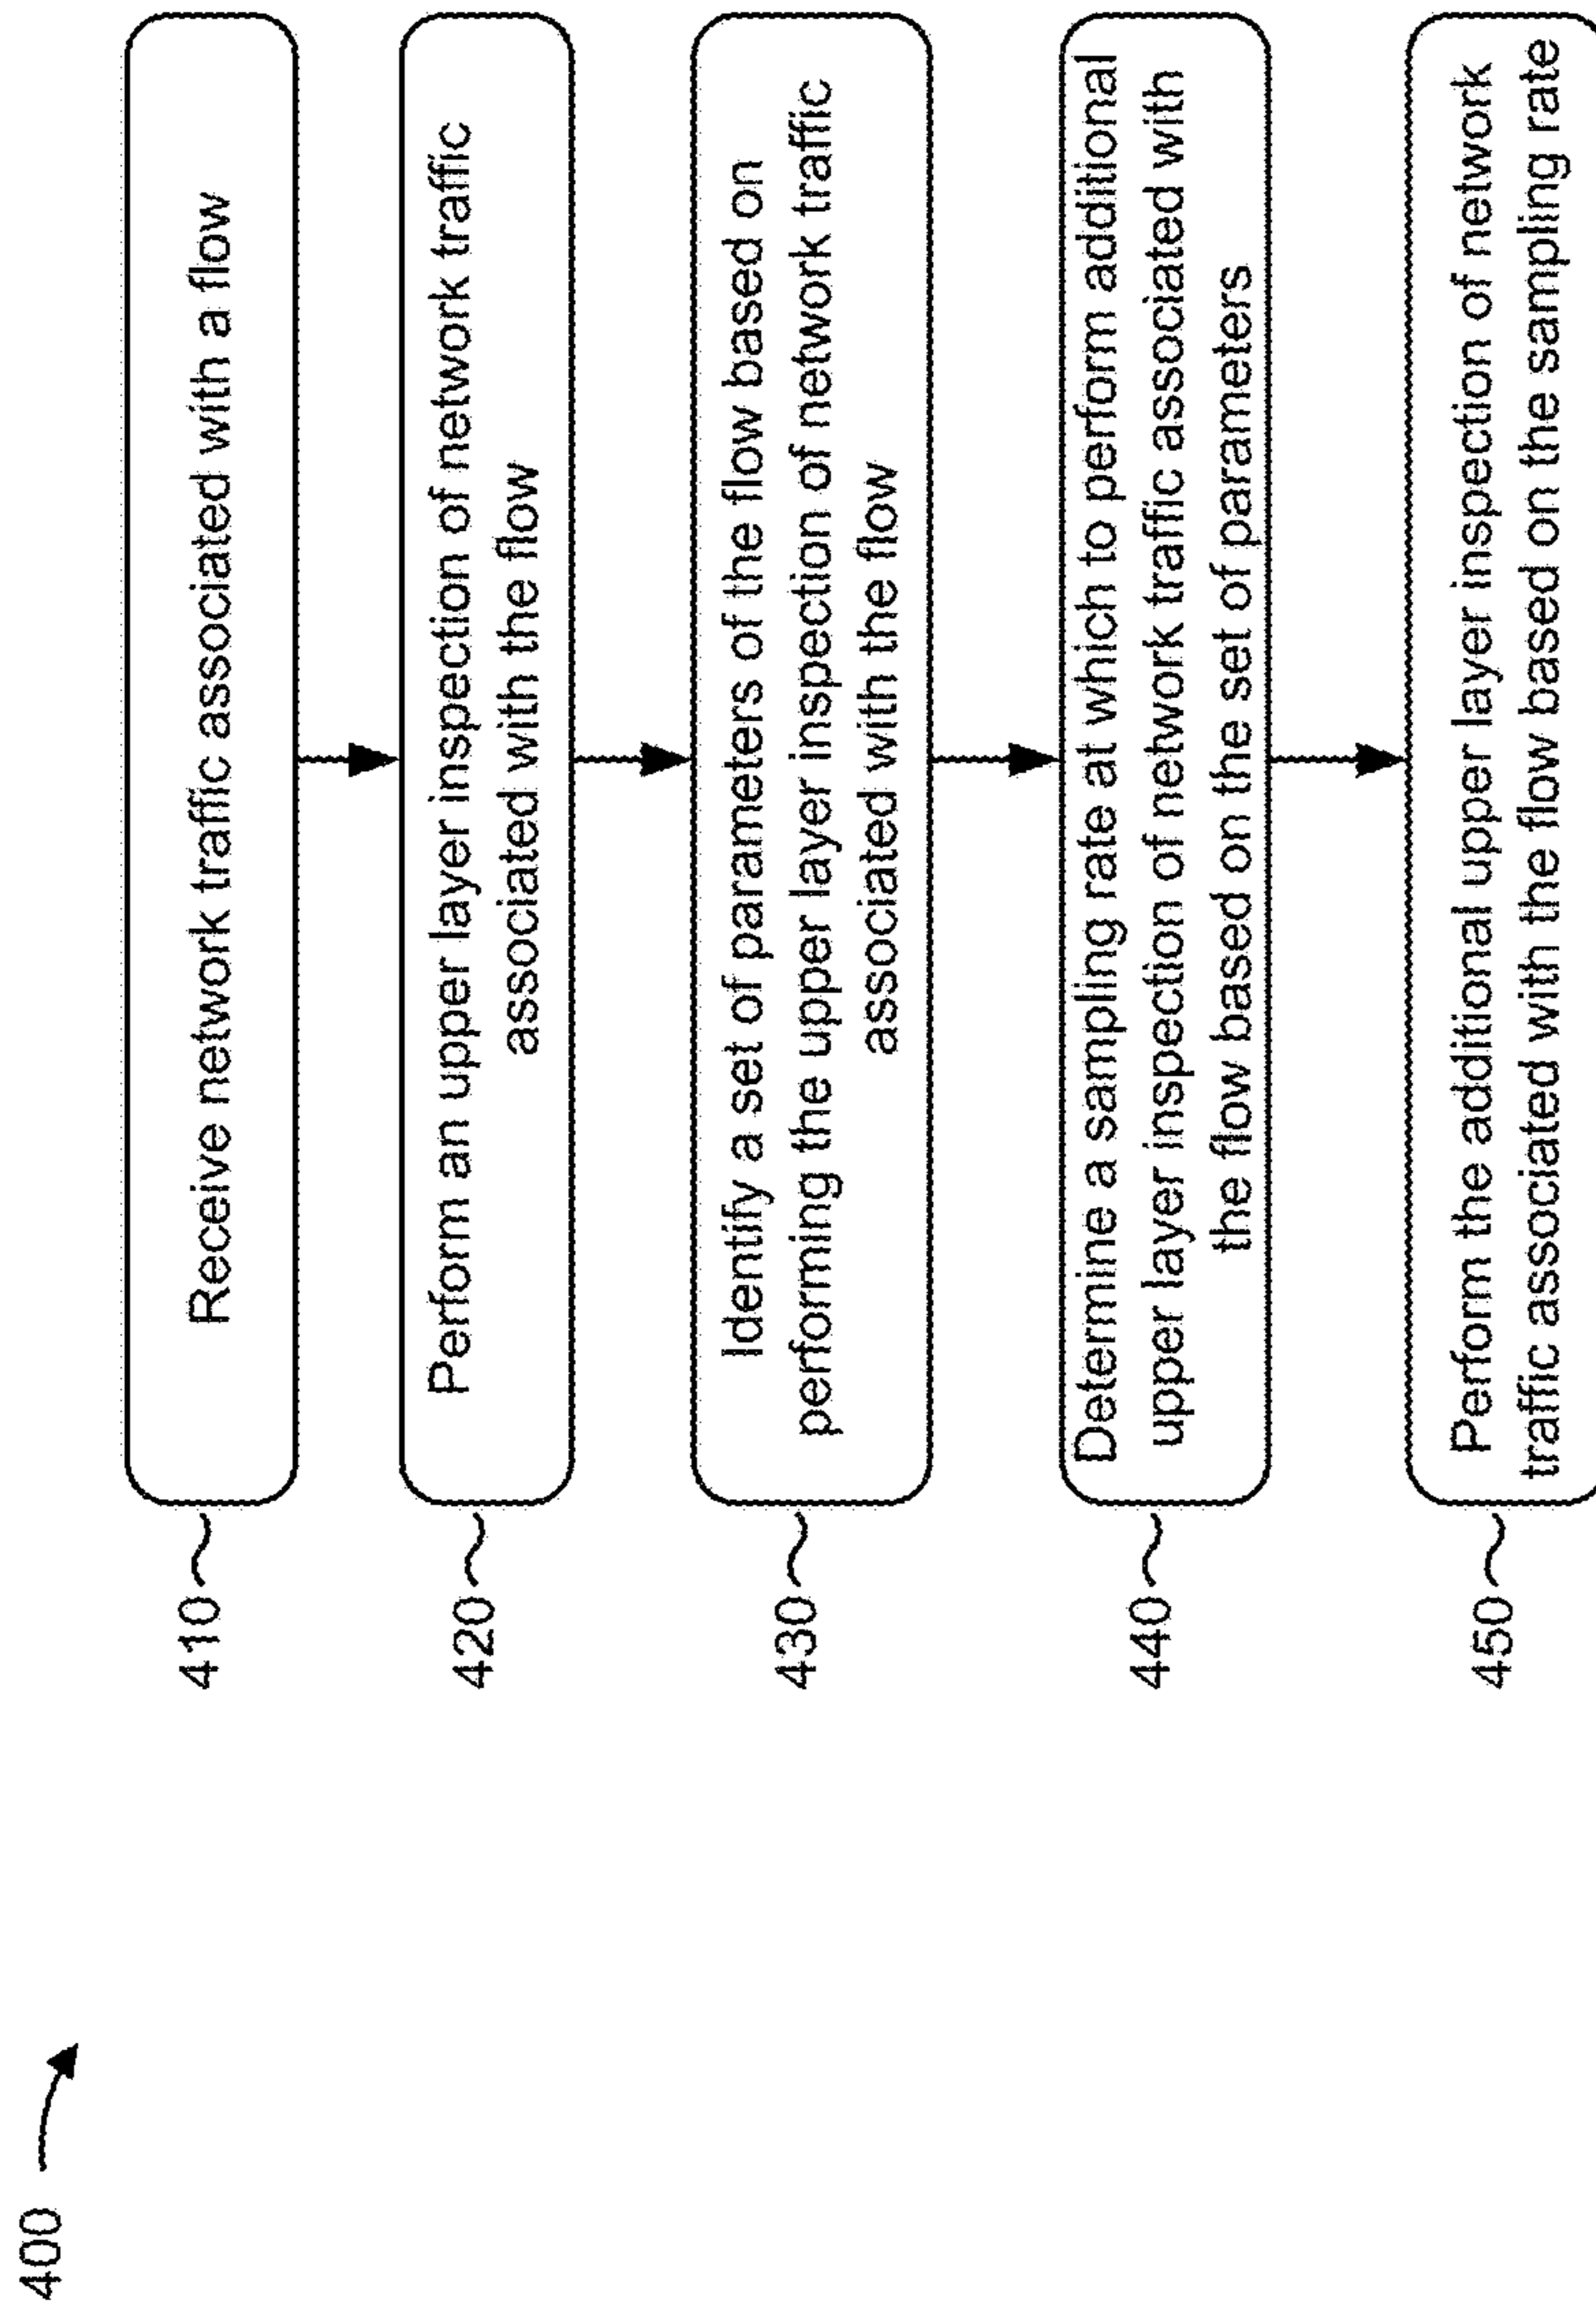 400
410
Receive network traffic associated with a flow
420
Perform an upper layer inspection of network traffic
associated with the flow
430
Identify a set of parameters of the flow based on
performing the upper layer inspection of network traffic
associated with the flow
440
Determine a sampling rate at which to perform additional
upper layer inspection of network traffic associated with
the flow based on the set of parameters
450
Perform the additional upper layer inspection of network
traffic associated with the flow based on the sampling rate